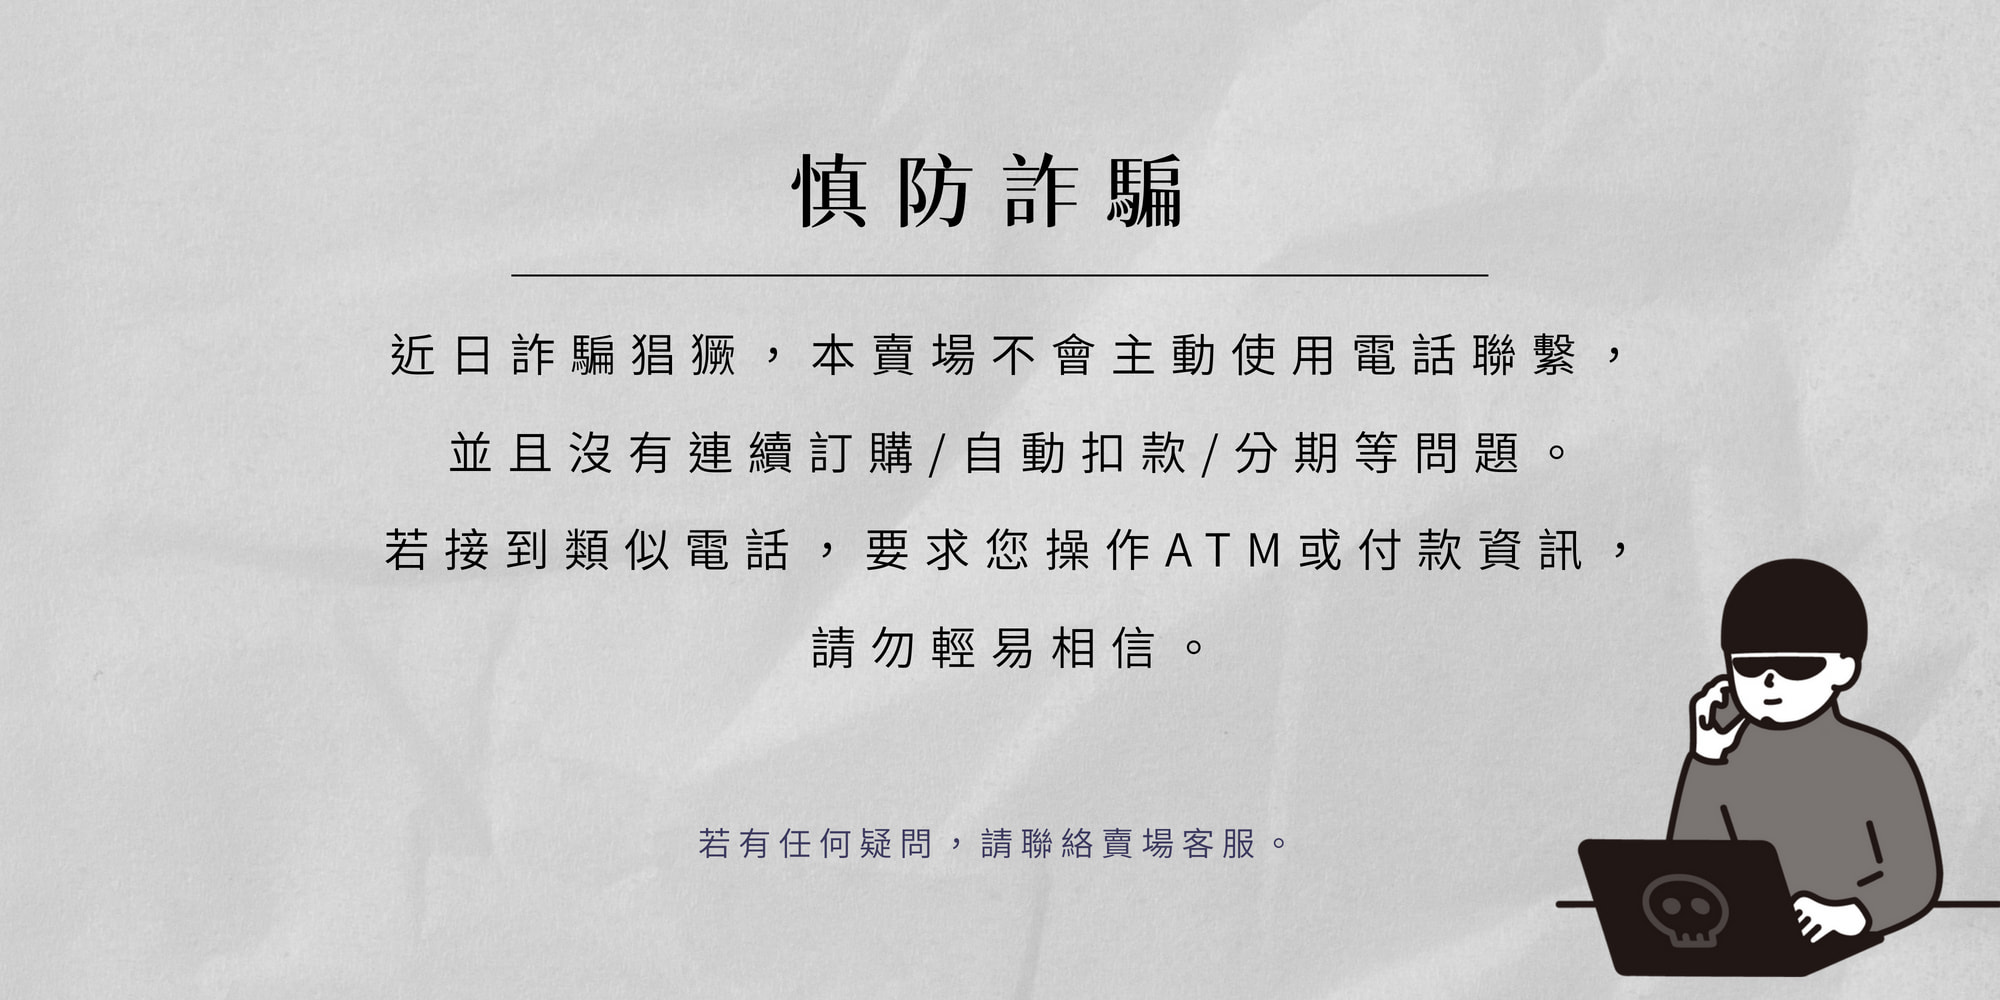 慎防詐騙
近日詐騙猖獗，本賣場不會主動使用電話聯繫，
並且沒有連續訂購/自動扣款/分期等問題。
若接到類似電話，要求您操作ATM或付款資訊，
請勿輕易相信。
若有任何疑問，請聯絡賣場客服。